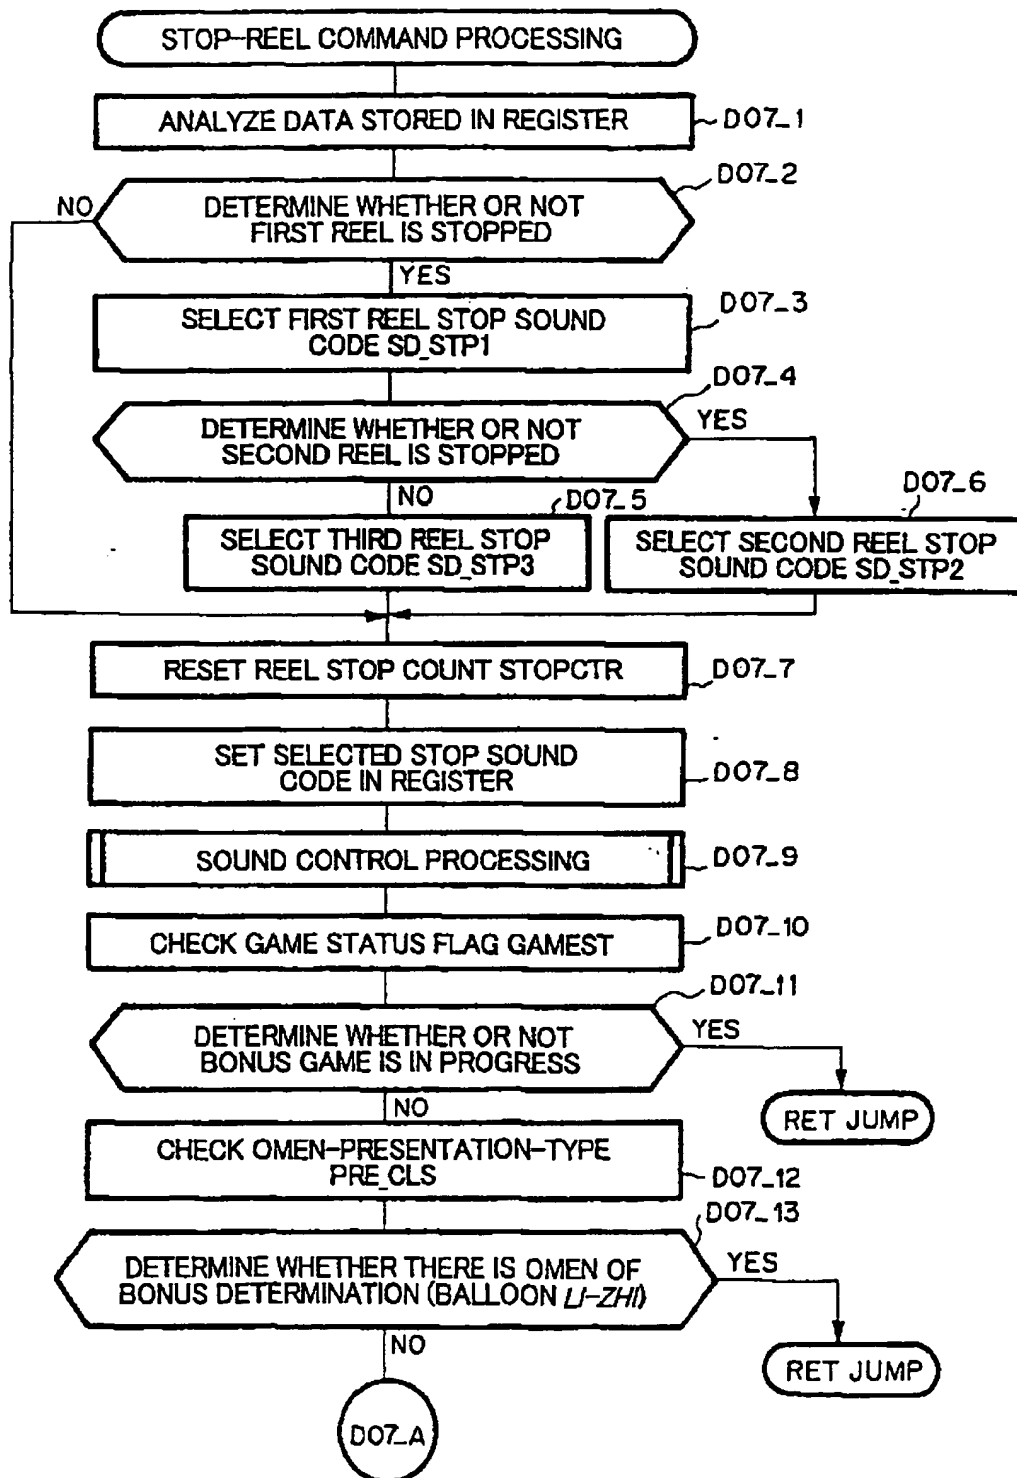 STOP-REEL COMMAND PROCESSING
ANALYZE DATA STORED IN REGISTER
D07_1
D07_2
NO
DETERMINE WHETHER OR NOT
FIRST REEL IS STOPPED
YES
D07_3
SELECT FIRST REEL STOP SOUND
CODE SD_STP1
D07_4
DETERMINE WHETHER OR NOT
SECOND REEL IS STOPPED
YES
NO
D07_5
D07_6
SELECT THIRD REEL STOP
SOUND CODE SD_STP3
SELECT SECOND REEL STOP
SOUND CODE SD_STP2
RESET REEL STOP COUNT STOPCTR
D07_7
SET SELECTED STOP SOUND
CODE IN REGISTER
D07_8
SOUND CONTROL PROCESSING
D07_9
CHECK GAME STATUS FLAG GAMEST
D07_10
D07_11
DETERMINE WHETHER OR NOT
BONUS GAME IS IN PROGRESS
YES
NO
RET JUMP
CHECK OMEN-PRESENTATION-TYPE
PRE_CLS
D07_12
D07_13
DETERMINE WHETHER THERE IS OMEN OF
BONUS DETERMINATION (BALLOON LI-ZHI)
YES
NO
RET JUMP
D07_A